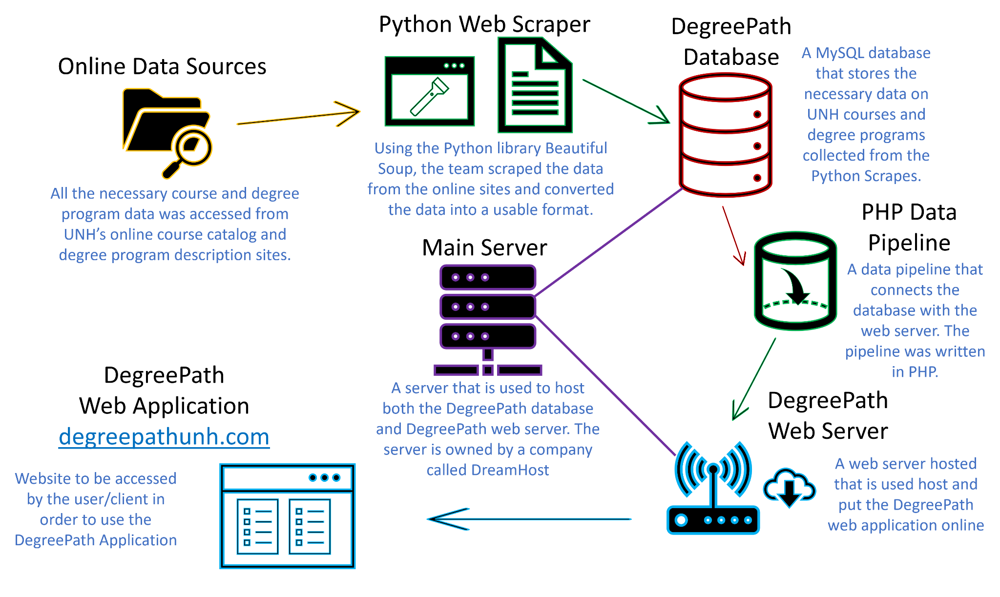 Online Data Sources
All the necessary course and degree
program data was accessed from
UNH’s online course catalog and
degree program description sites.
Python Web Scraper
Using the Python library Beautiful
Soup, the team scraped the data
from the online sites and converted
the data into a usable format.
DegreePath
Database
A MySQL database
that stores the
necessary data on
UNH courses and
degree programs
collected from the
Python Scrapes.
PHP Data
Pipeline
A data pipeline that
connects the
database with the
web server. The
pipeline was written
in PHP.
Main Server
A server that is used to host
both the DegreePath database
and DegreePath web server. The
server is owned by a company
called DreamHost
DegreePath
Web Server
A web server hosted
that is used host and
put the DegreePath
web application online
DegreePath
Web Application
degreepathunh.com
Website to be accessed
by the user/client in
order to use the
DegreePath Application